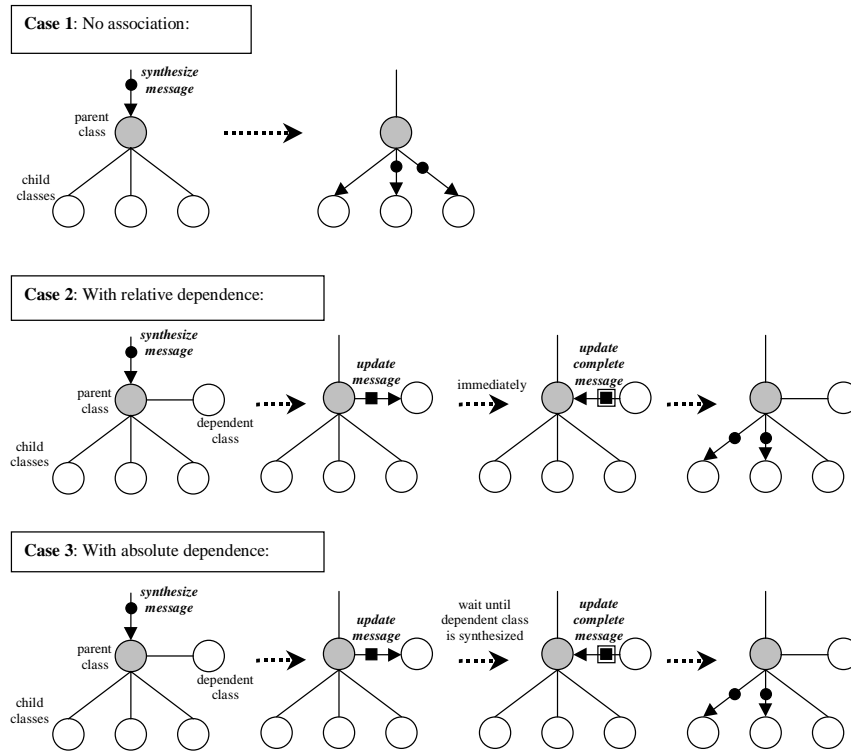 Case 1: No association:
synthesize
message
parent
class
child
classes
Case 2: With relative dependence:
synthesize
message
parent
class
dependent
class
child
classes
update
message
immediately
update
complete
message
Case 3: With absolute dependence:
synthesize
message
parent
class
dependent
class
child
classes
update
message
wait until
dependent class
is synthesized
update
complete
message